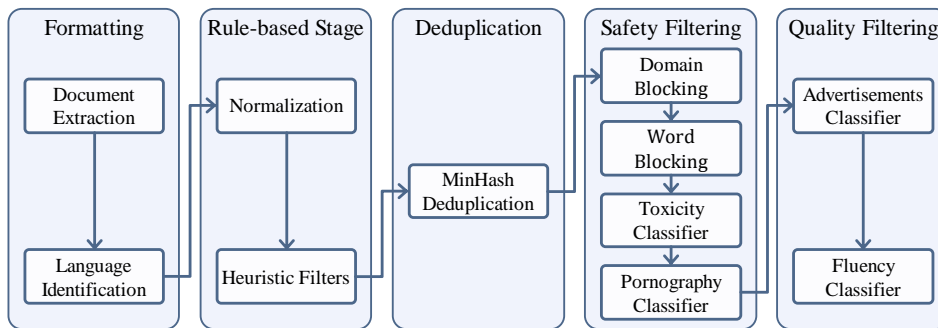 Formatting
Document
Extraction
Language
Identification
Rule-based Stage
Normalization
Heuristic Filters
Deduplication
MinHash
Deduplication
Safety Filtering
Domain
Blocking
Word
Blocking
Toxicity
Classifier
Pornography
Classifier
Quality Filtering
Advertisements
Classifier
Fluency
Classifier